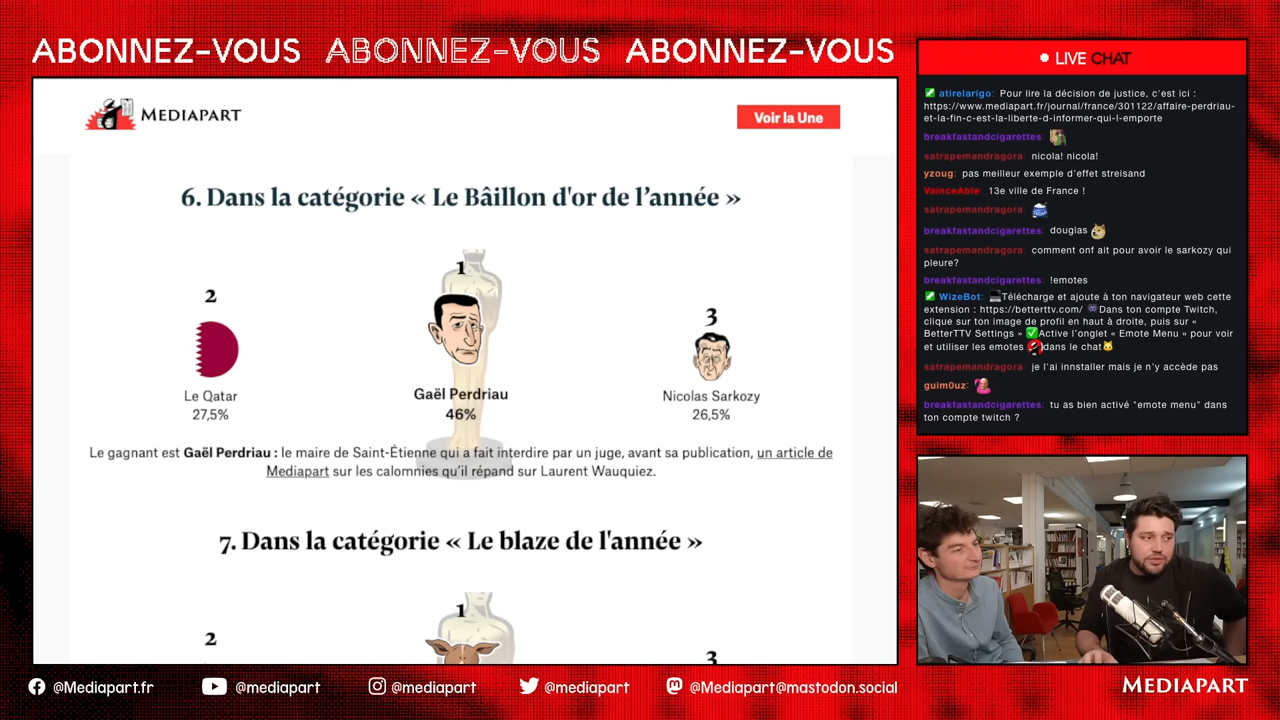 ABONNEZ-VOUS ABONNEZ-VOUS ABONNEZ-VOUS
MEDIAPART
Voir la Une
6. Dans la catégorie « Le Bâillon d'or de l’année »
1
2
3
Le Qatar
27,5%
Gaël Perdriau
46%
Nicolas Sarkozy
26,5%
Le gagnant est Gaël Perdriau : le maire de Saint-Étienne qui a fait interdire par un juge, avant sa publication, un article de
Mediapart sur les calomnies qu’il répand sur Laurent Wauquiez.
7. Dans la catégorie « Le blaze de l'année »
1
2
3
LIVE CHAT
atirelarigo: Pour lire la décision de justice, c'est ici :
https://www.mediapart.fr/journal/france/301122/affaire-perdriau-
et-la-fin-c-est-la-liberte-d-informer-qui-l-emporte
breakfastandcigarettes:
satrapemandragora: nicola! nicola!
yzoug: pas meilleur exemple d'effet streisand
VainceAble: 13e ville de France !
satrapemandragora:
breakfastandcigarettes: douglas
satrapemandragora: comment onf ait pour avoir le sarkozy qui
pleure?
breakfastandcigarettes: !emotes
WizeBot: Télécharge et ajoute à ton navigateur web cette
extension : https://betterttv.com/ Dans ton compte Twitch,
clique sur ton image de profil en haut à droite, puis sur «
BetterTTV Settings » Active l'onglet « Emote Menu » pour voir
et utiliser les emotes dans le chat
satrapemandragora: je l'ai innstaller mais je n'y accède pas
guim0uz:
breakfastandcigarettes: tu as bien activé "emote menu" dans
ton compte twitch ?
@Mediapart.fr @mediapart @mediapart @mediapart @Mediapart@mastodon.social
MEDIAPART